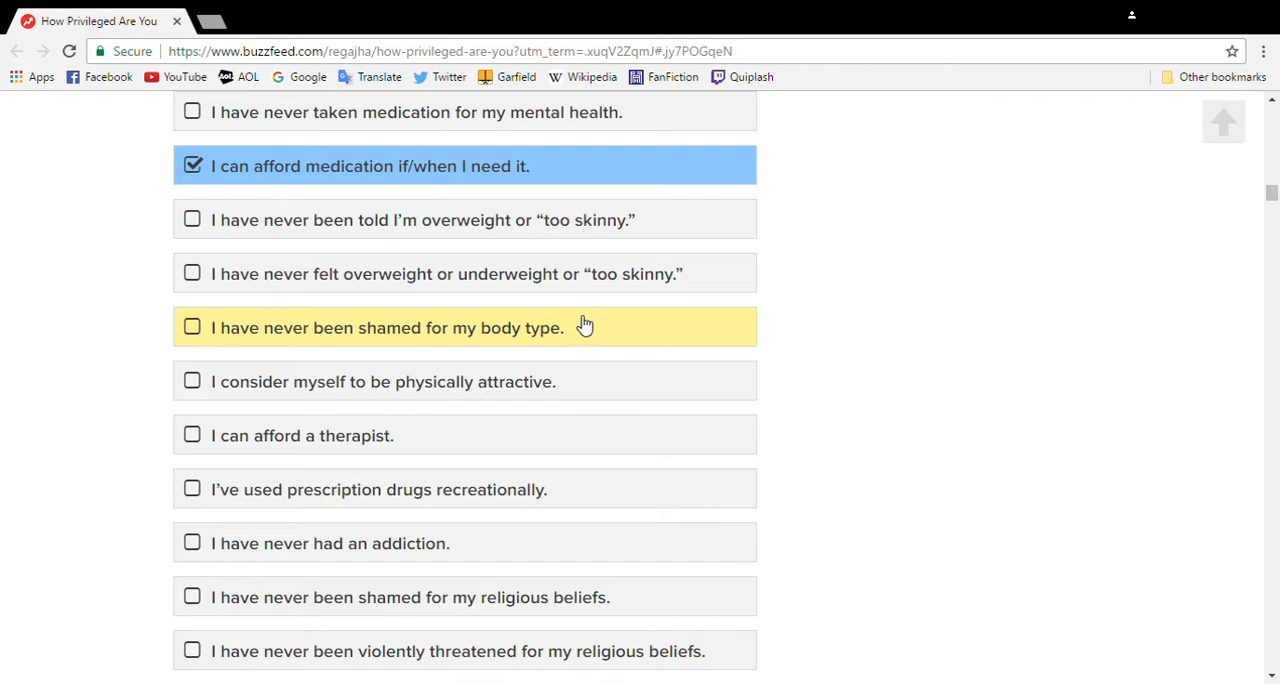 How Privileged Are You
Secure https://www.buzzfeed.com/regajha/how-privileged-are-you?utm_term=.xuqV2ZqmJ#.jy7POGqeN
Apps Facebook YouTube Aol. AOL Google Translate Twitter Garfield Wikipedia FanFiction Quiplash Other bookmarks
I have never taken medication for my mental health.
I can afford medication if/when I need it.
I have never been told I’m overweight or “too skinny.”
I have never felt overweight or underweight or “too skinny.”
I have never been shamed for my body type.
I consider myself to be physically attractive.
I can afford a therapist.
I’ve used prescription drugs recreationally.
I have never had an addiction.
I have never been shamed for my religious beliefs.
I have never been violently threatened for my religious beliefs.